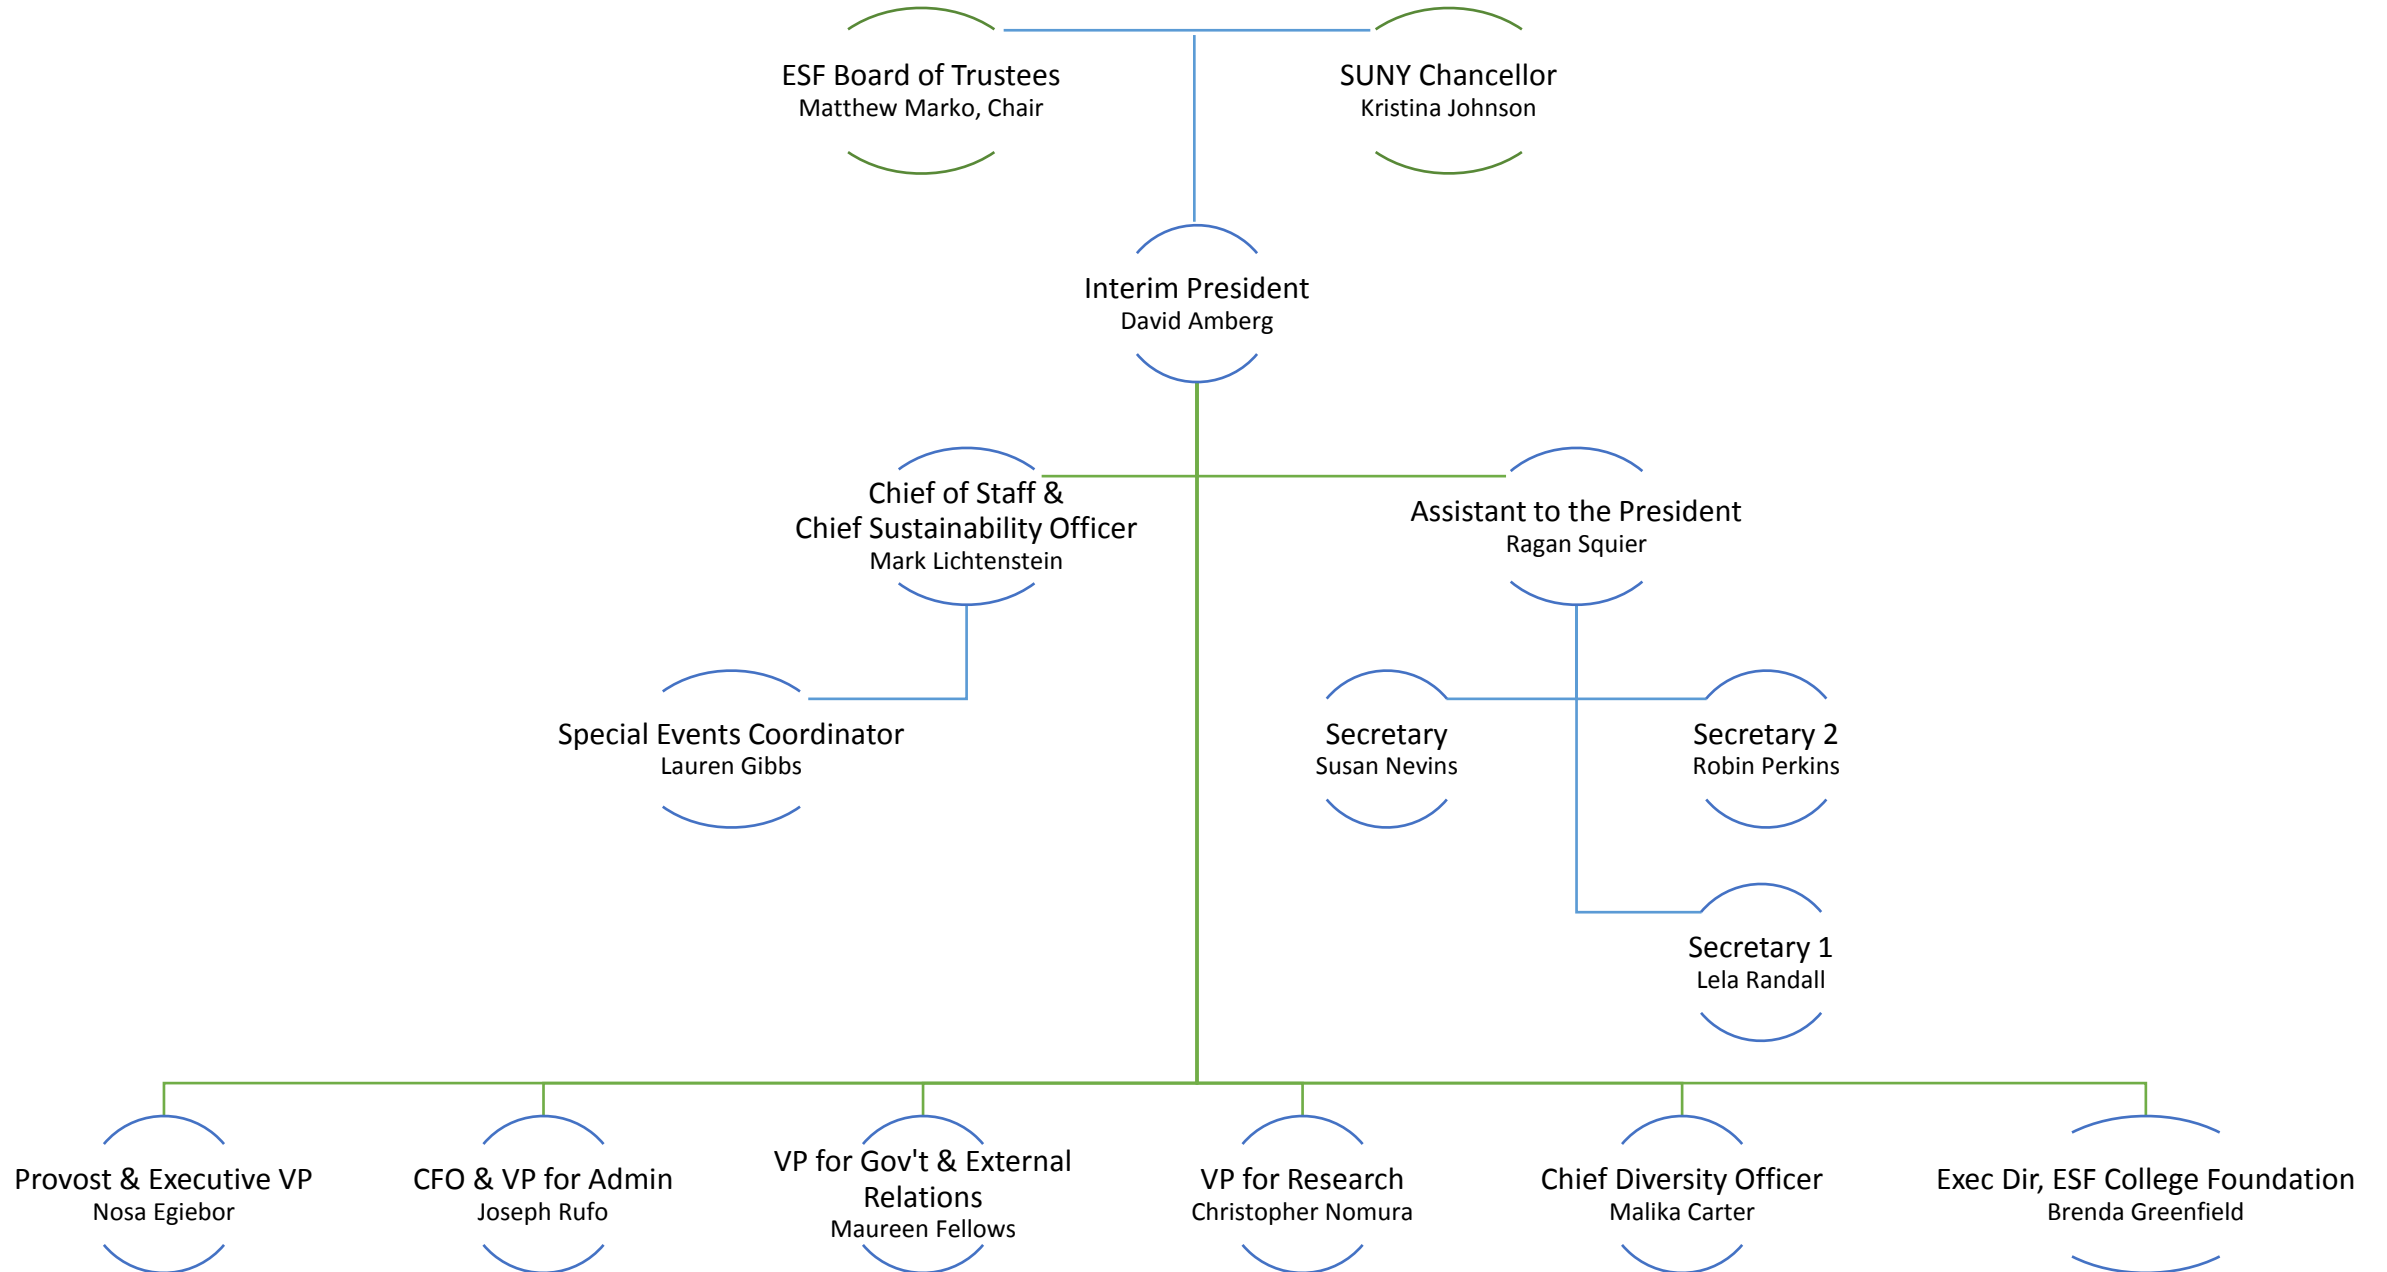 ESF Board of Trustees
Matthew Marko, Chair
SUNY Chancellor
Kristina Johnson
Interim President
David Amberg
Chief of Staff &
Chief Sustainability Officer
Mark Lichtenstein
Assistant to the President
Ragan Squier
Special Events Coordinator
Lauren Gibbs
Secretary
Susan Nevins
Secretary 2
Robin Perkins
Secretary 1
Lela Randall
Provost & Executive VP
Nosa Egiebor
CFO & VP for Admin
Joseph Rufo
VP for Gov't & External
Relations
Maureen Fellows
VP for Research
Christopher Nomura
Chief Diversity Officer
Malika Carter
Exec Dir, ESF College Foundation
Brenda Greenfield